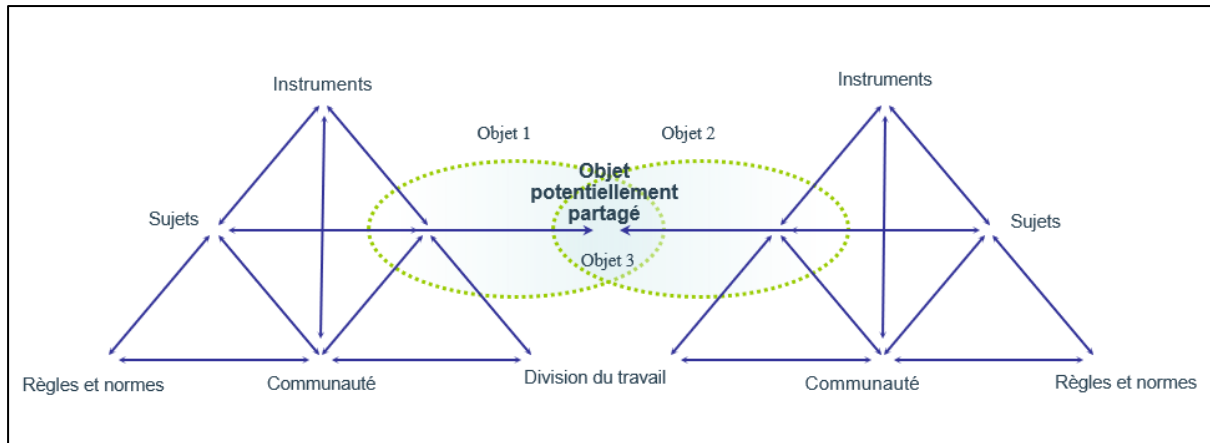 Instruments
Instruments
Objet 1
Objet 2
Objet
potentiellement
partagé
Sujets
Sujets
Objet 3
Règles et normes
Communauté
Division du travail
Communauté
Règles et normes